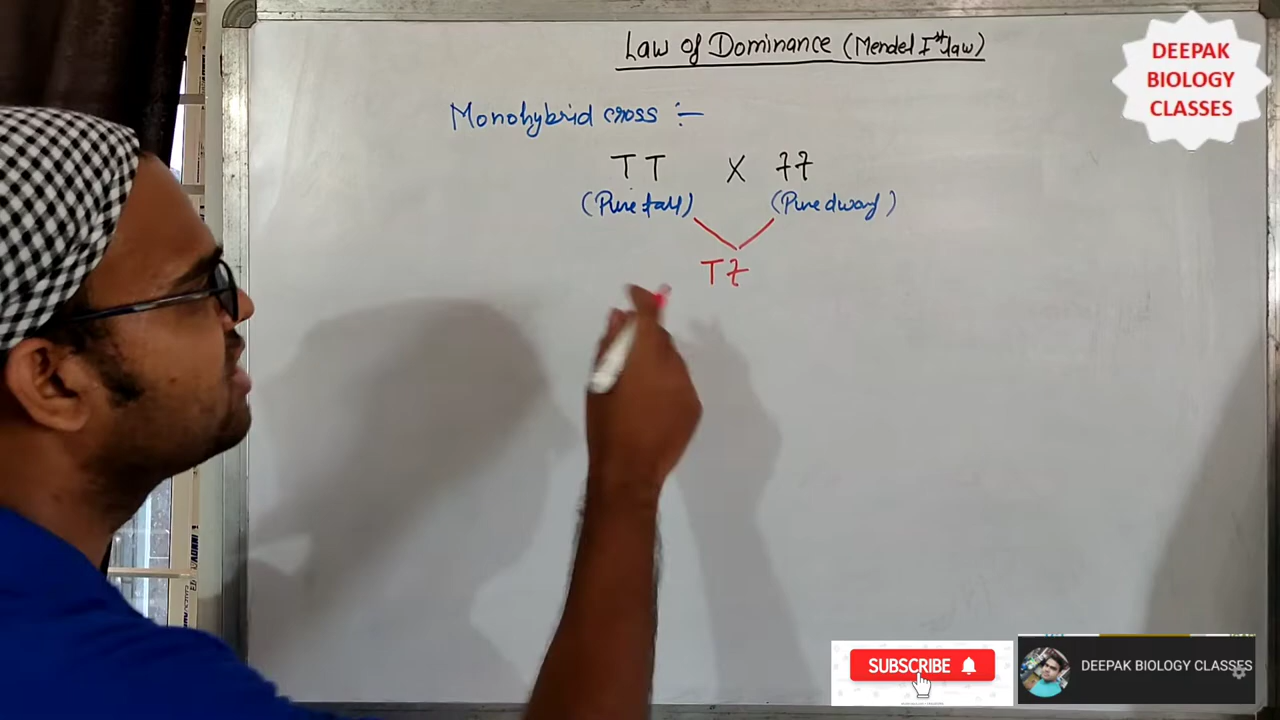 Law of Dominance (Mendel Ist law)
DEEPAK
BIOLOGY
CLASSES
Monohybrid cross :-
TT X tt
(Pure tall) (Pure dwarf)
Tt
SUBSCRIBE
DEEPAK BIOLOGY CLASSES